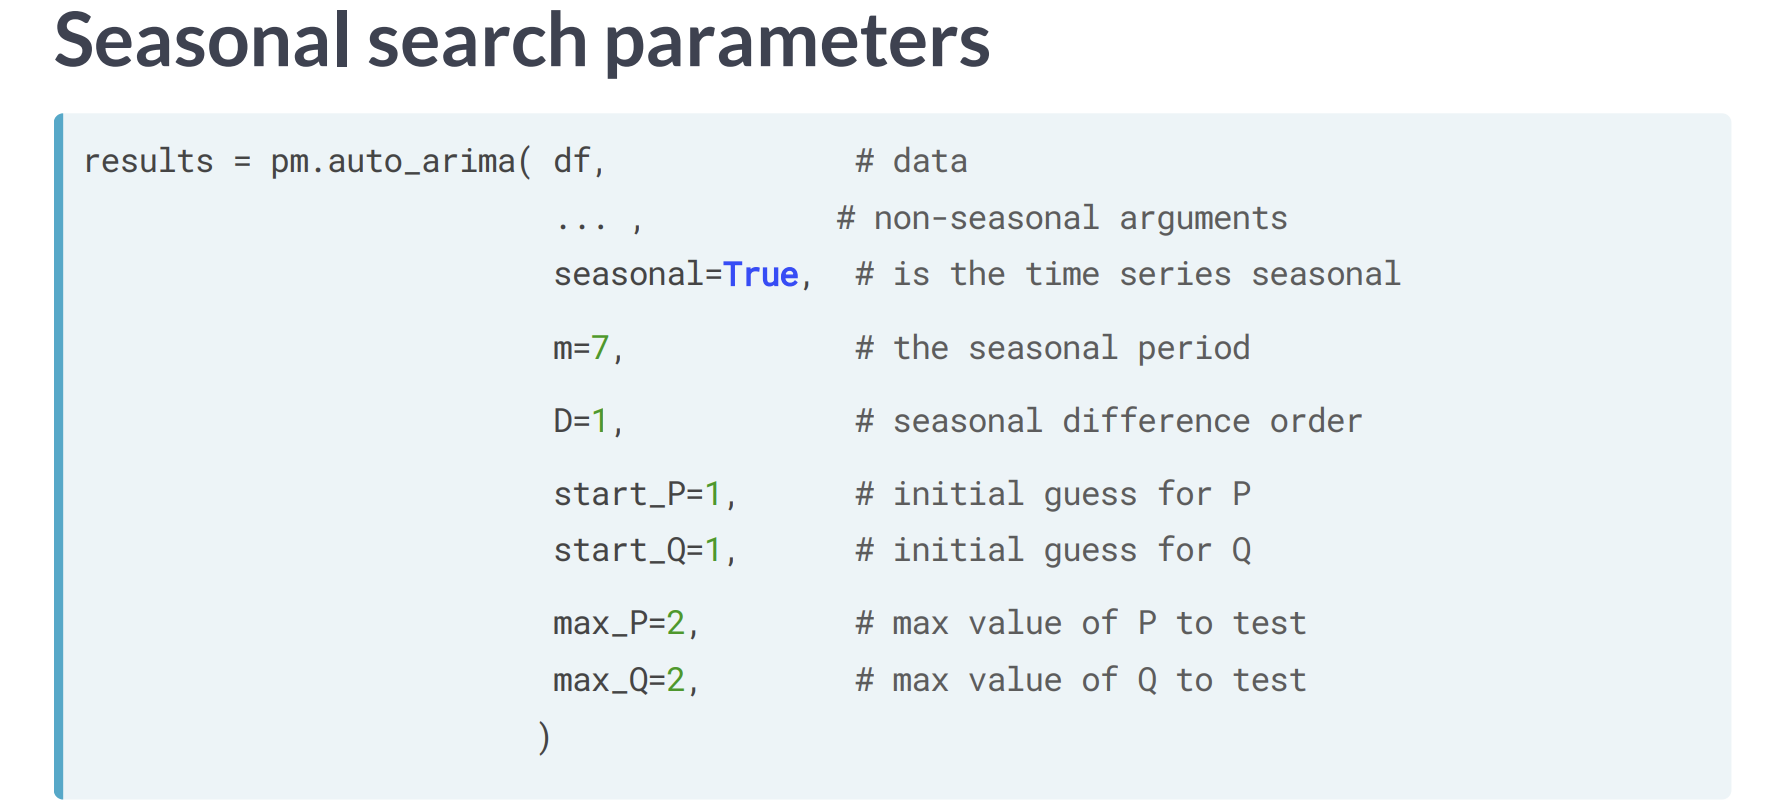 Seasonal search parameters
results = pm.auto_arima( df, # data
... , # non-seasonal arguments
seasonal=True, # is the time series seasonal
m=7, # the seasonal period
D=1, # seasonal difference order
start_P=1, # initial guess for P
start_Q=1, # initial guess for Q
max_P=2, # max value of P to test
max_Q=2, # max value of Q to test
)